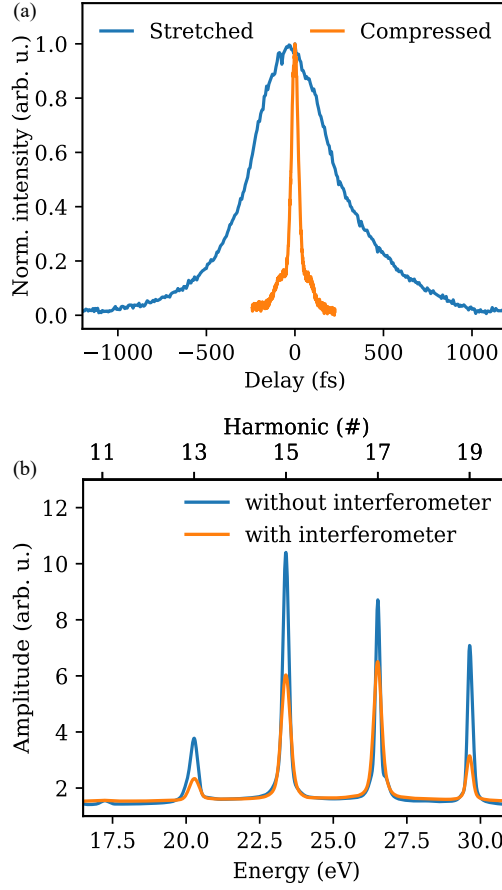 (a)
Stretched Compressed
1.0
0.8
0.6
0.4
0.2
0.0
Norm. intensity (arb. u.)
−1000 −500 0 500 1000
Delay (fs)
Harmonic (#)
(b)
11 13 15 17 19
without interferometer
with interferometer
12
10
8
6
4
2
Amplitude (arb. u.)
17.5 20.0 22.5 25.0 27.5 30.0
Energy (eV)